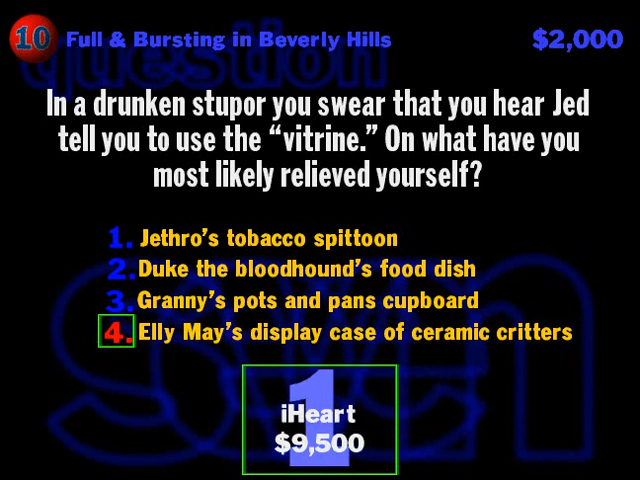 10 Full & Bursting in Beverly Hills $2,000
question
In a drunken stupor you swear that you hear Jed
tell you to use the “vitrine.” On what have you
most likely relieved yourself?
1. Jethro's tobacco spittoon
2. Duke the bloodhound's food dish
3. Granny's pots and pans cupboard
4. Elly May's display case of ceramic critters
1
iHeart
$9,500